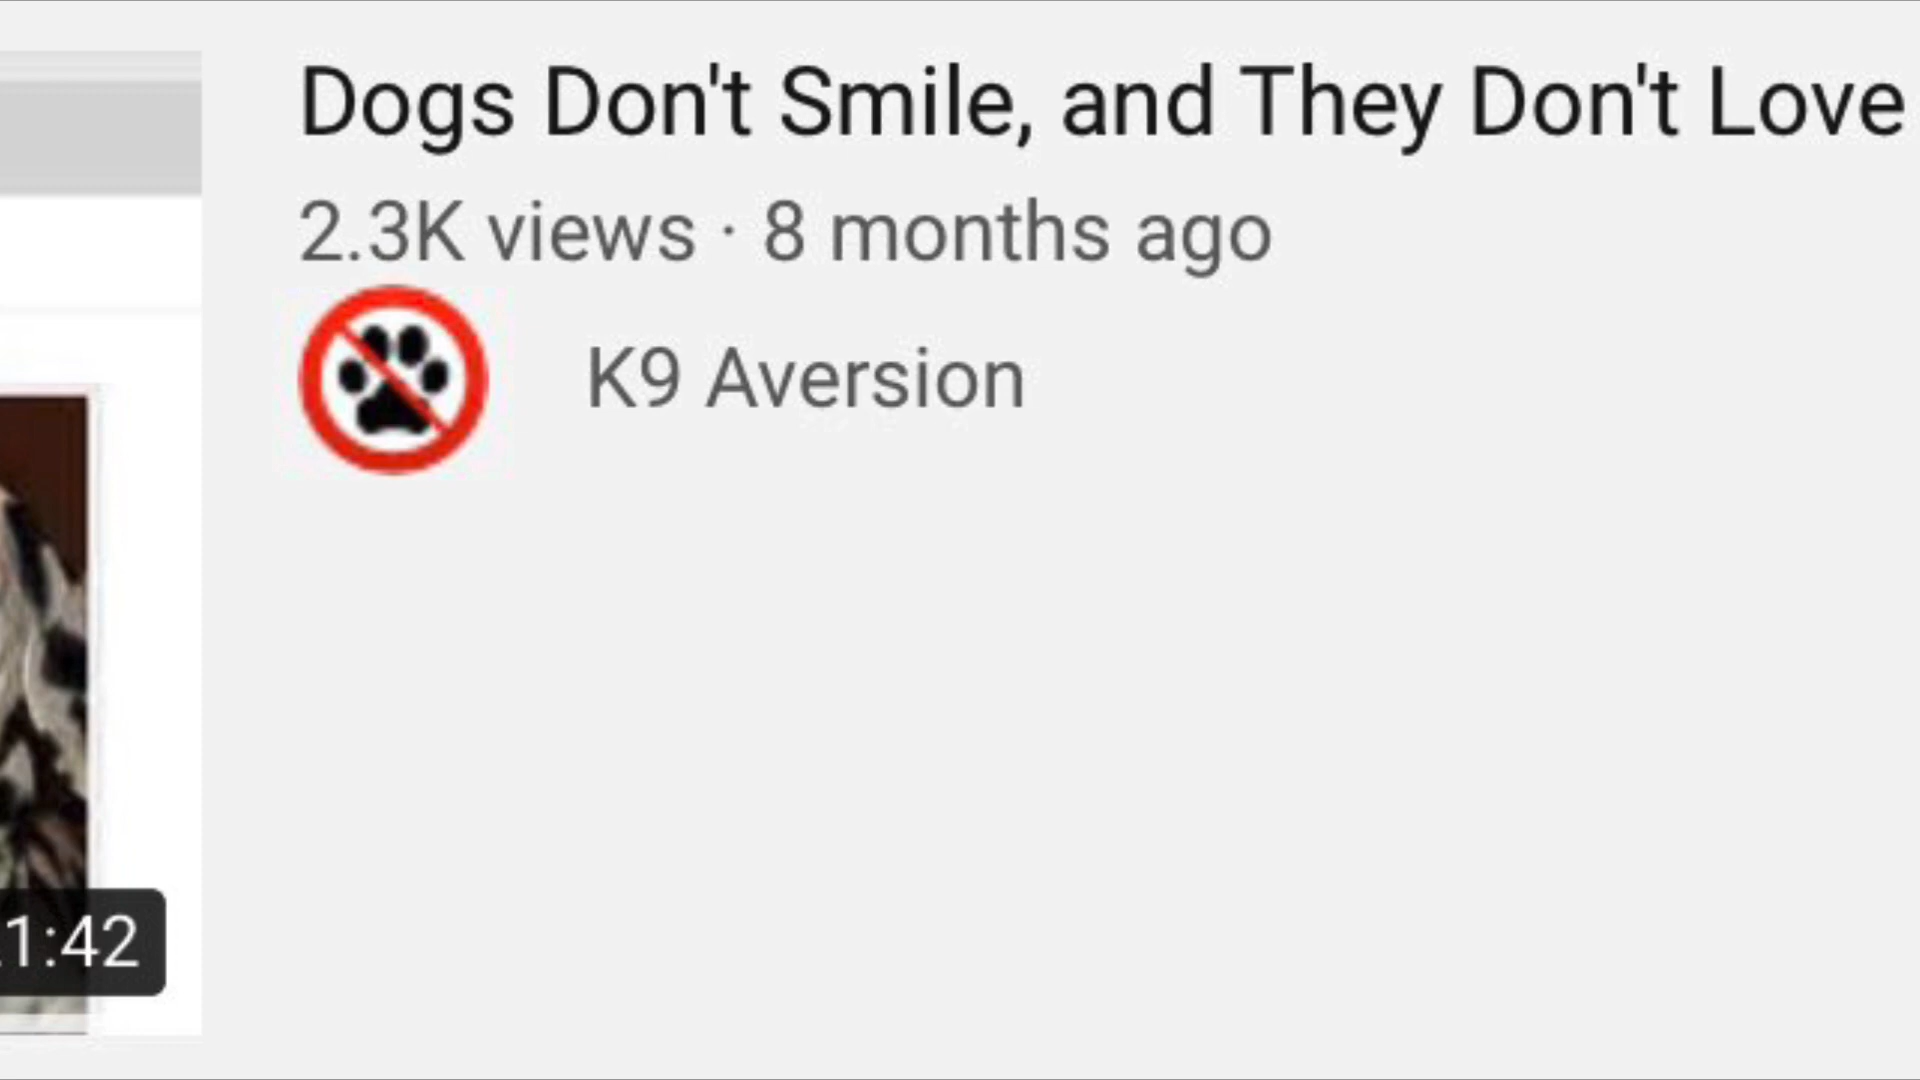 Dogs Don't Smile, and They Don't Love
2.3K views · 8 months ago
K9 Aversion
1:42